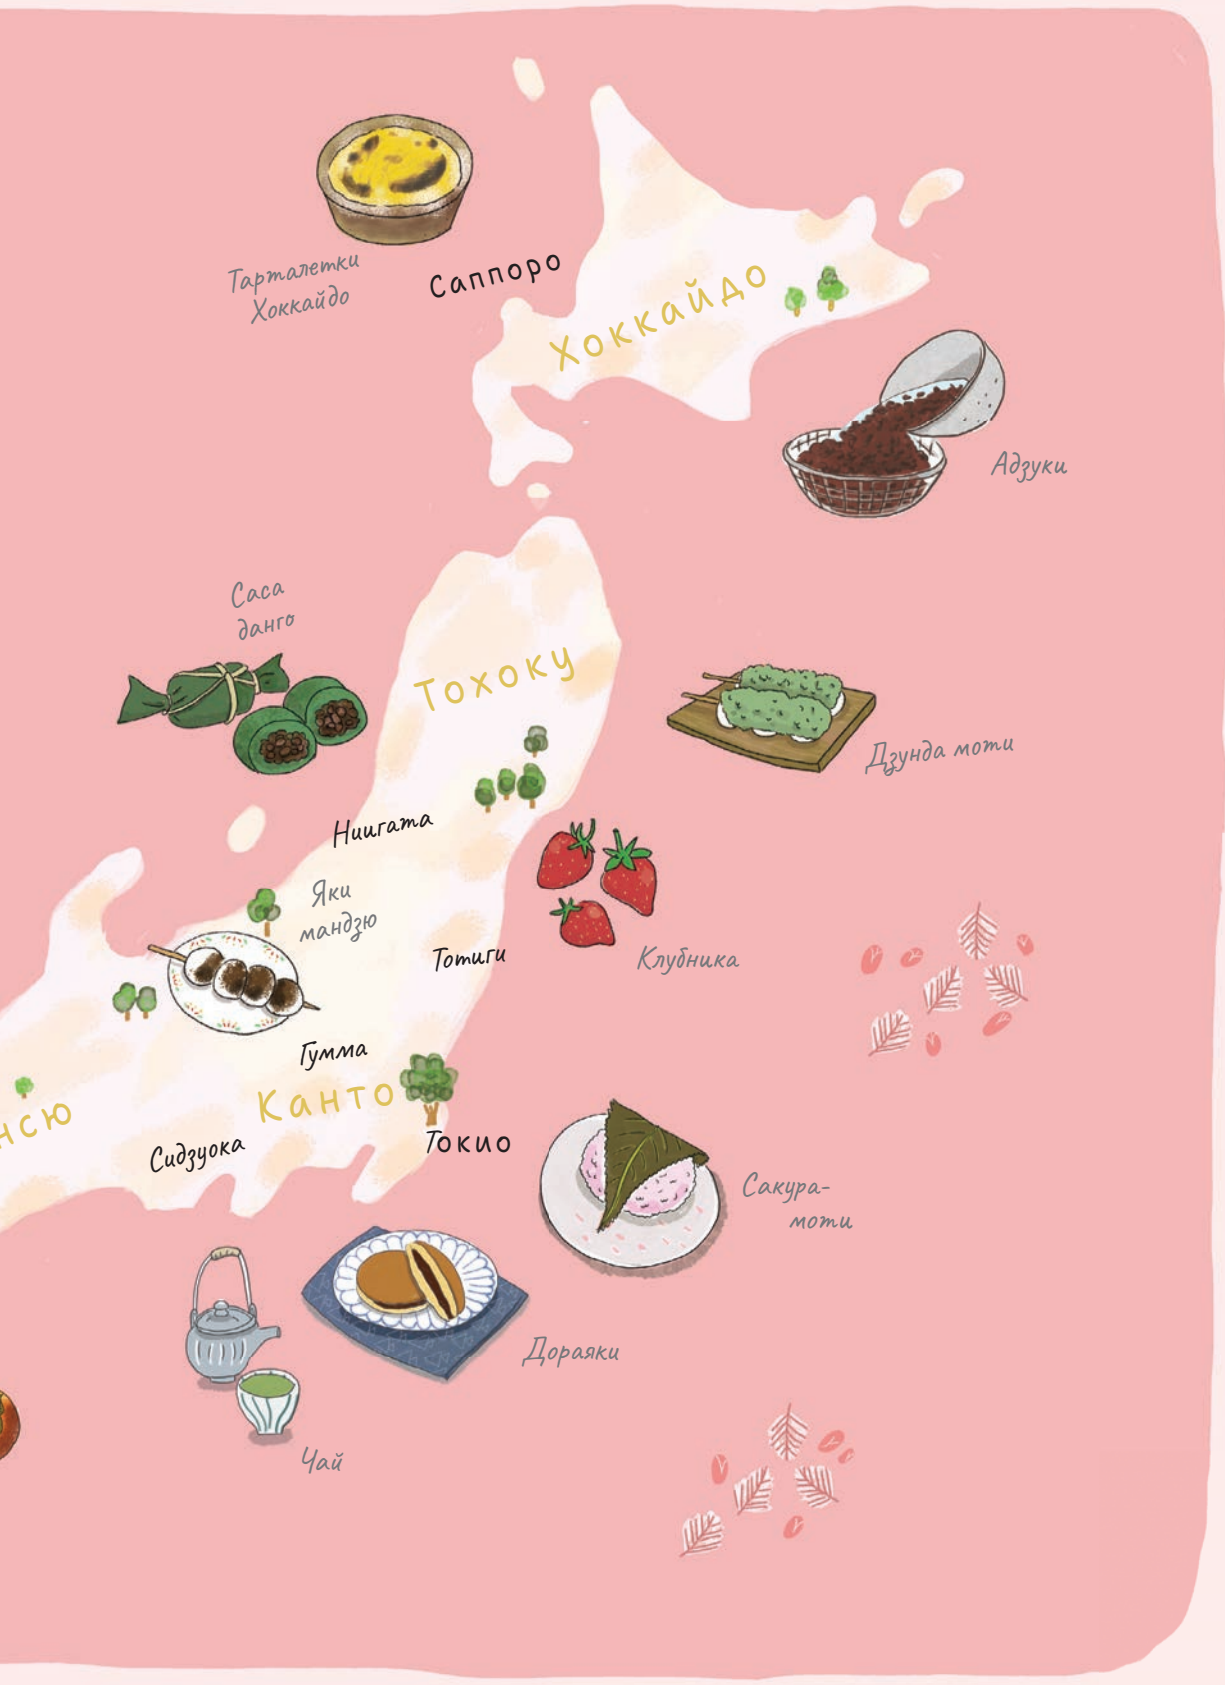 Тарталетки
Хоккайдо
Саппоро
Хоккайдо
Адзуки
Саса
данго
Тохоку
Дзунда моти
Ниигата
Яки
мандзю
Тотиги
Клубника
Гумма
Канто
нсю
Сидзуока
Токио
Сакура-
моти
Дораяки
Чай